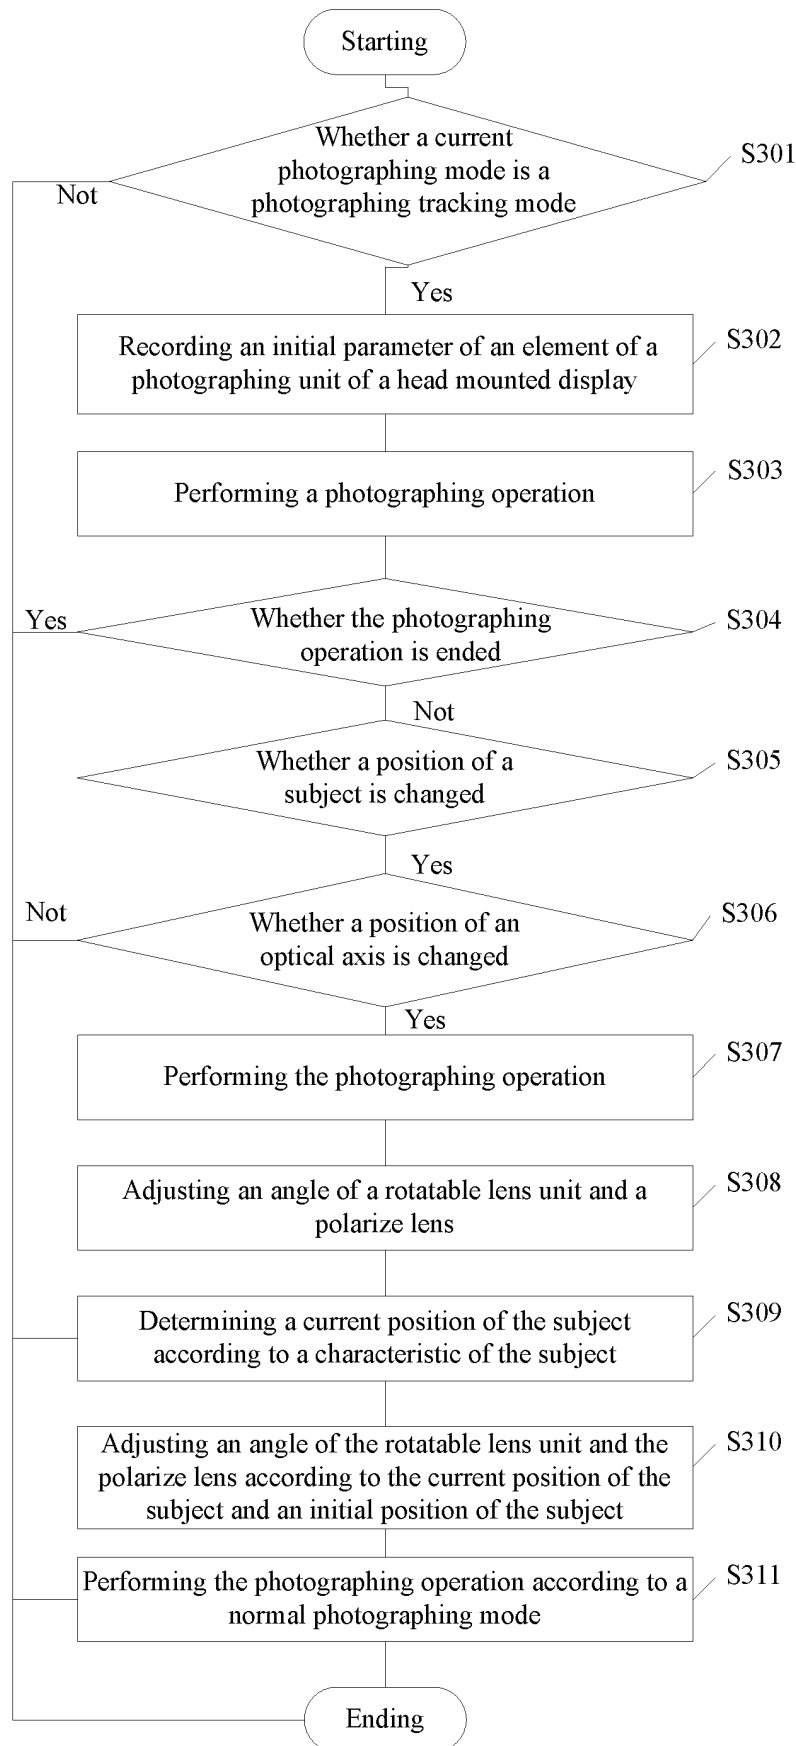 Starting
Whether a current
photographing mode is a
photographing tracking mode
S301
Not
Yes
Recording an initial parameter of an element of a
photographing unit of a head mounted display
S302
Performing a photographing operation
S303
Whether the photographing
operation is ended
S304
Yes
Not
Whether a position of a
subject is changed
S305
Yes
Whether a position of an
optical axis is changed
S306
Not
Yes
Performing the photographing operation
S307
Adjusting an angle of a rotatable lens unit and a
polarize lens
S308
Determining a current position of the subject
according to a characteristic of the subject
S309
Adjusting an angle of the rotatable lens unit and the
polarize lens according to the current position of the
subject and an initial position of the subject
S310
Performing the photographing operation according to a
normal photographing mode
S311
Ending